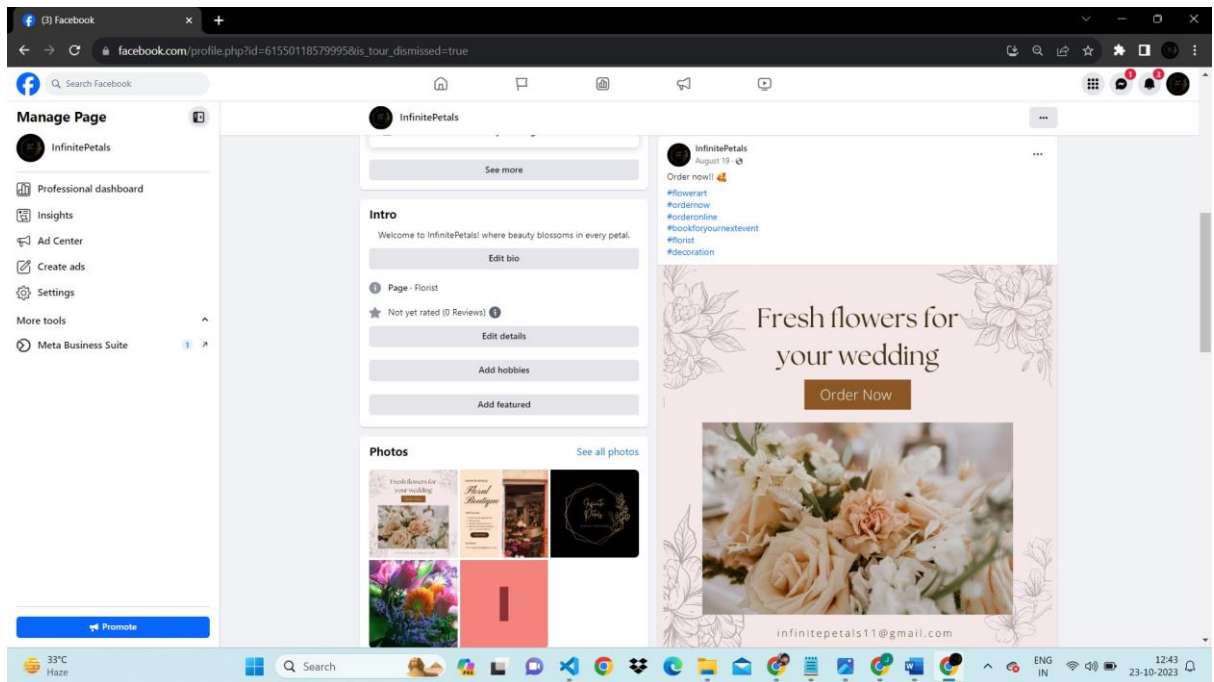 (3) Facebook
facebook.com/profile.php?id=61550118579995&is_tour_dismissed=true
Search Facebook
1
3
Manage Page
InfinitePetals
Professional dashboard
Insights
Ad Center
Create ads
Settings
More tools
Meta Business Suite 1
Promote
InfinitePetals
See more
Intro
Welcome to InfinitePetals! where beauty blossoms in every petal.
Edit bio
Page · Florist
Not yet rated (0 Reviews)
Edit details
Add hobbies
Add featured
Photos See all photos
Fresh flowers for
your wedding
Floral
Boutique
Infinite
Petals
I
InfinitePetals
August 19 ·
Order now!! 🥰
#flowerart
#ordernow
#orderonline
#bookforyournextevent
#florist
#decoration
Fresh flowers for
your wedding
Order Now
infinitepetals11@gmail.com
33°C
Haze
Search
ENG
IN
12:43
23-10-2023